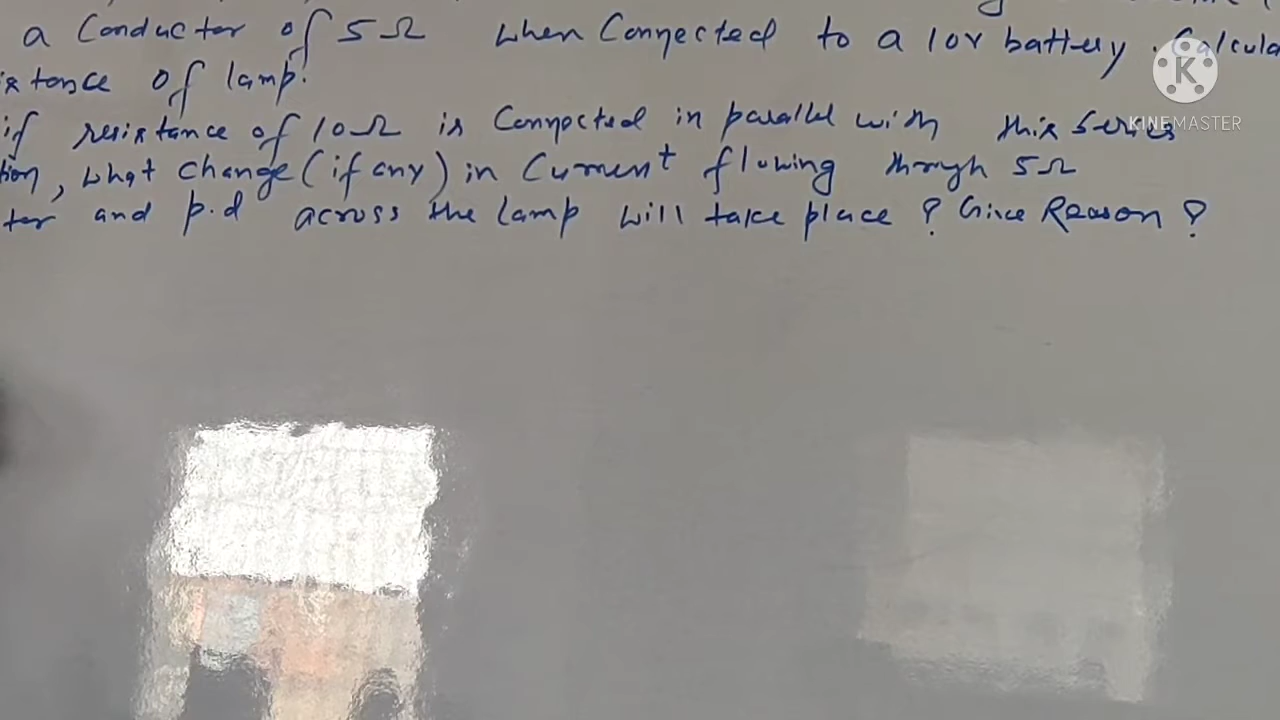 a Conductor of 5Ω when Connected to a 10v battery. Calcula
istance of lamp.
if resistance of 10Ω is Connected in parallel with this Series
tion, what change (if any) in Current flowing through 5Ω
tor and p.d across the lamp will take place? Give Reason?
K
KINEMASTER